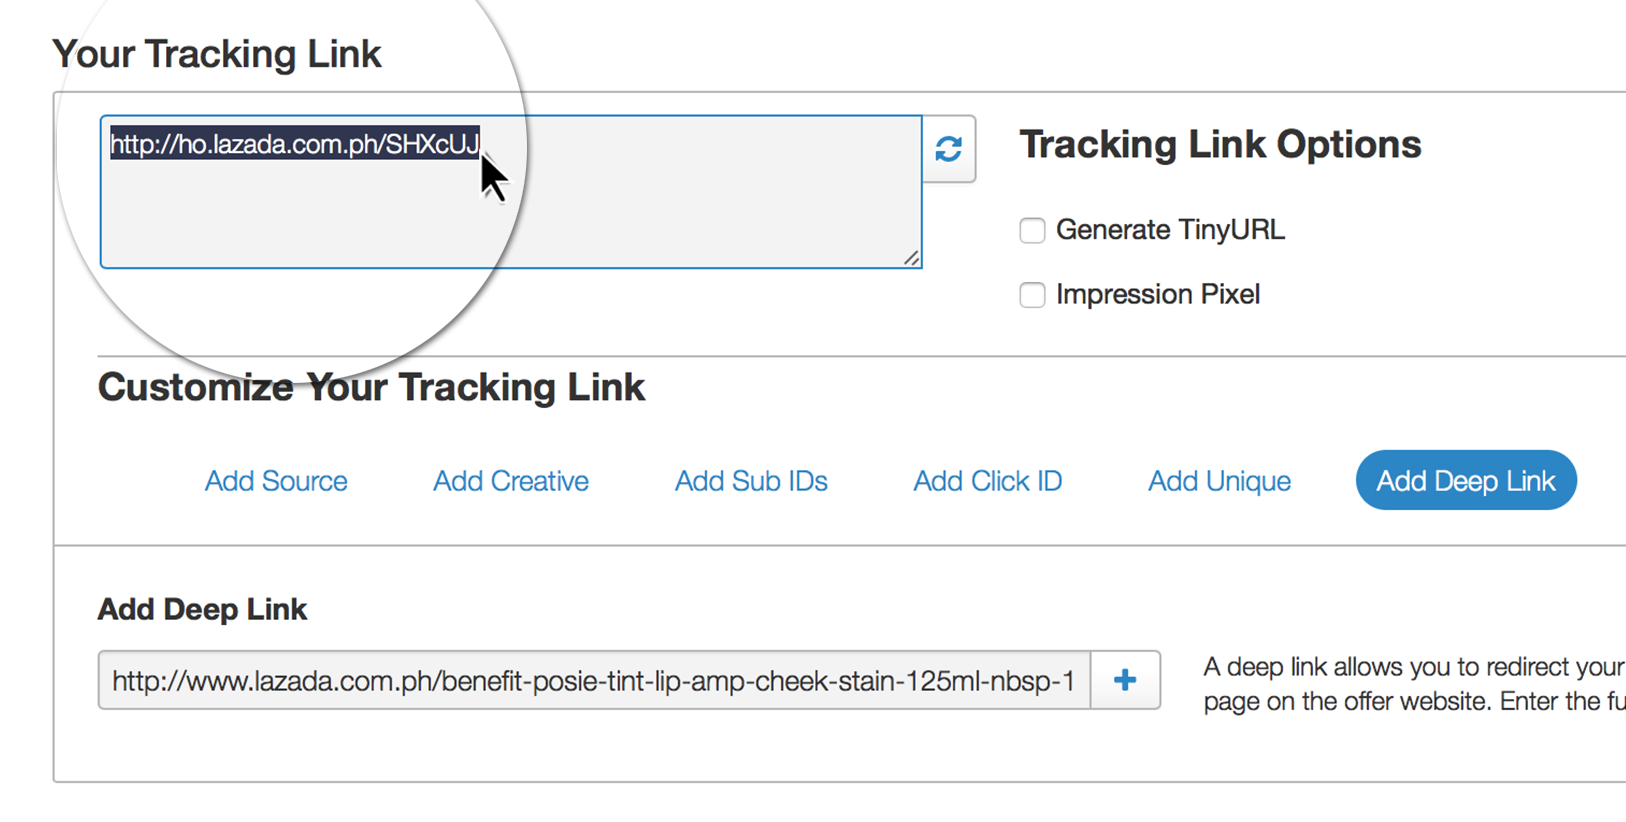 Your Tracking Link
http://ho.lazada.com.ph/SHXcUJ
Tracking Link Options
Generate TinyURL
Impression Pixel
Customize Your Tracking Link
Add Source Add Creative Add Sub IDs Add Click ID Add Unique Add Deep Link
Add Deep Link
http://www.lazada.com.ph/benefit-posie-tint-lip-amp-cheek-stain-125ml-nbsp-1
A deep link allows you to redirect your
page on the offer website. Enter the fu